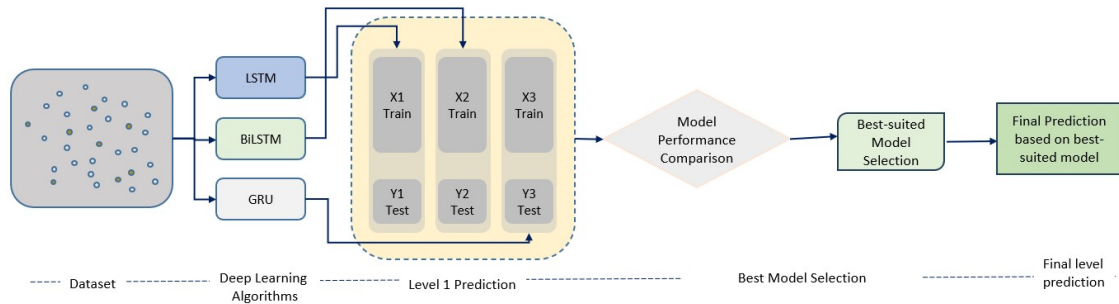 LSTM
BiLSTM
GRU
X1
Train
X2
Train
X3
Train
Y1
Test
Y2
Test
Y3
Test
Model
Performance
Comparison
Best-suited
Model
Selection
Final Prediction
based on best-
suited model
Dataset
Deep Learning
Algorithms
Level 1 Prediction
Best Model Selection
Final level
prediction